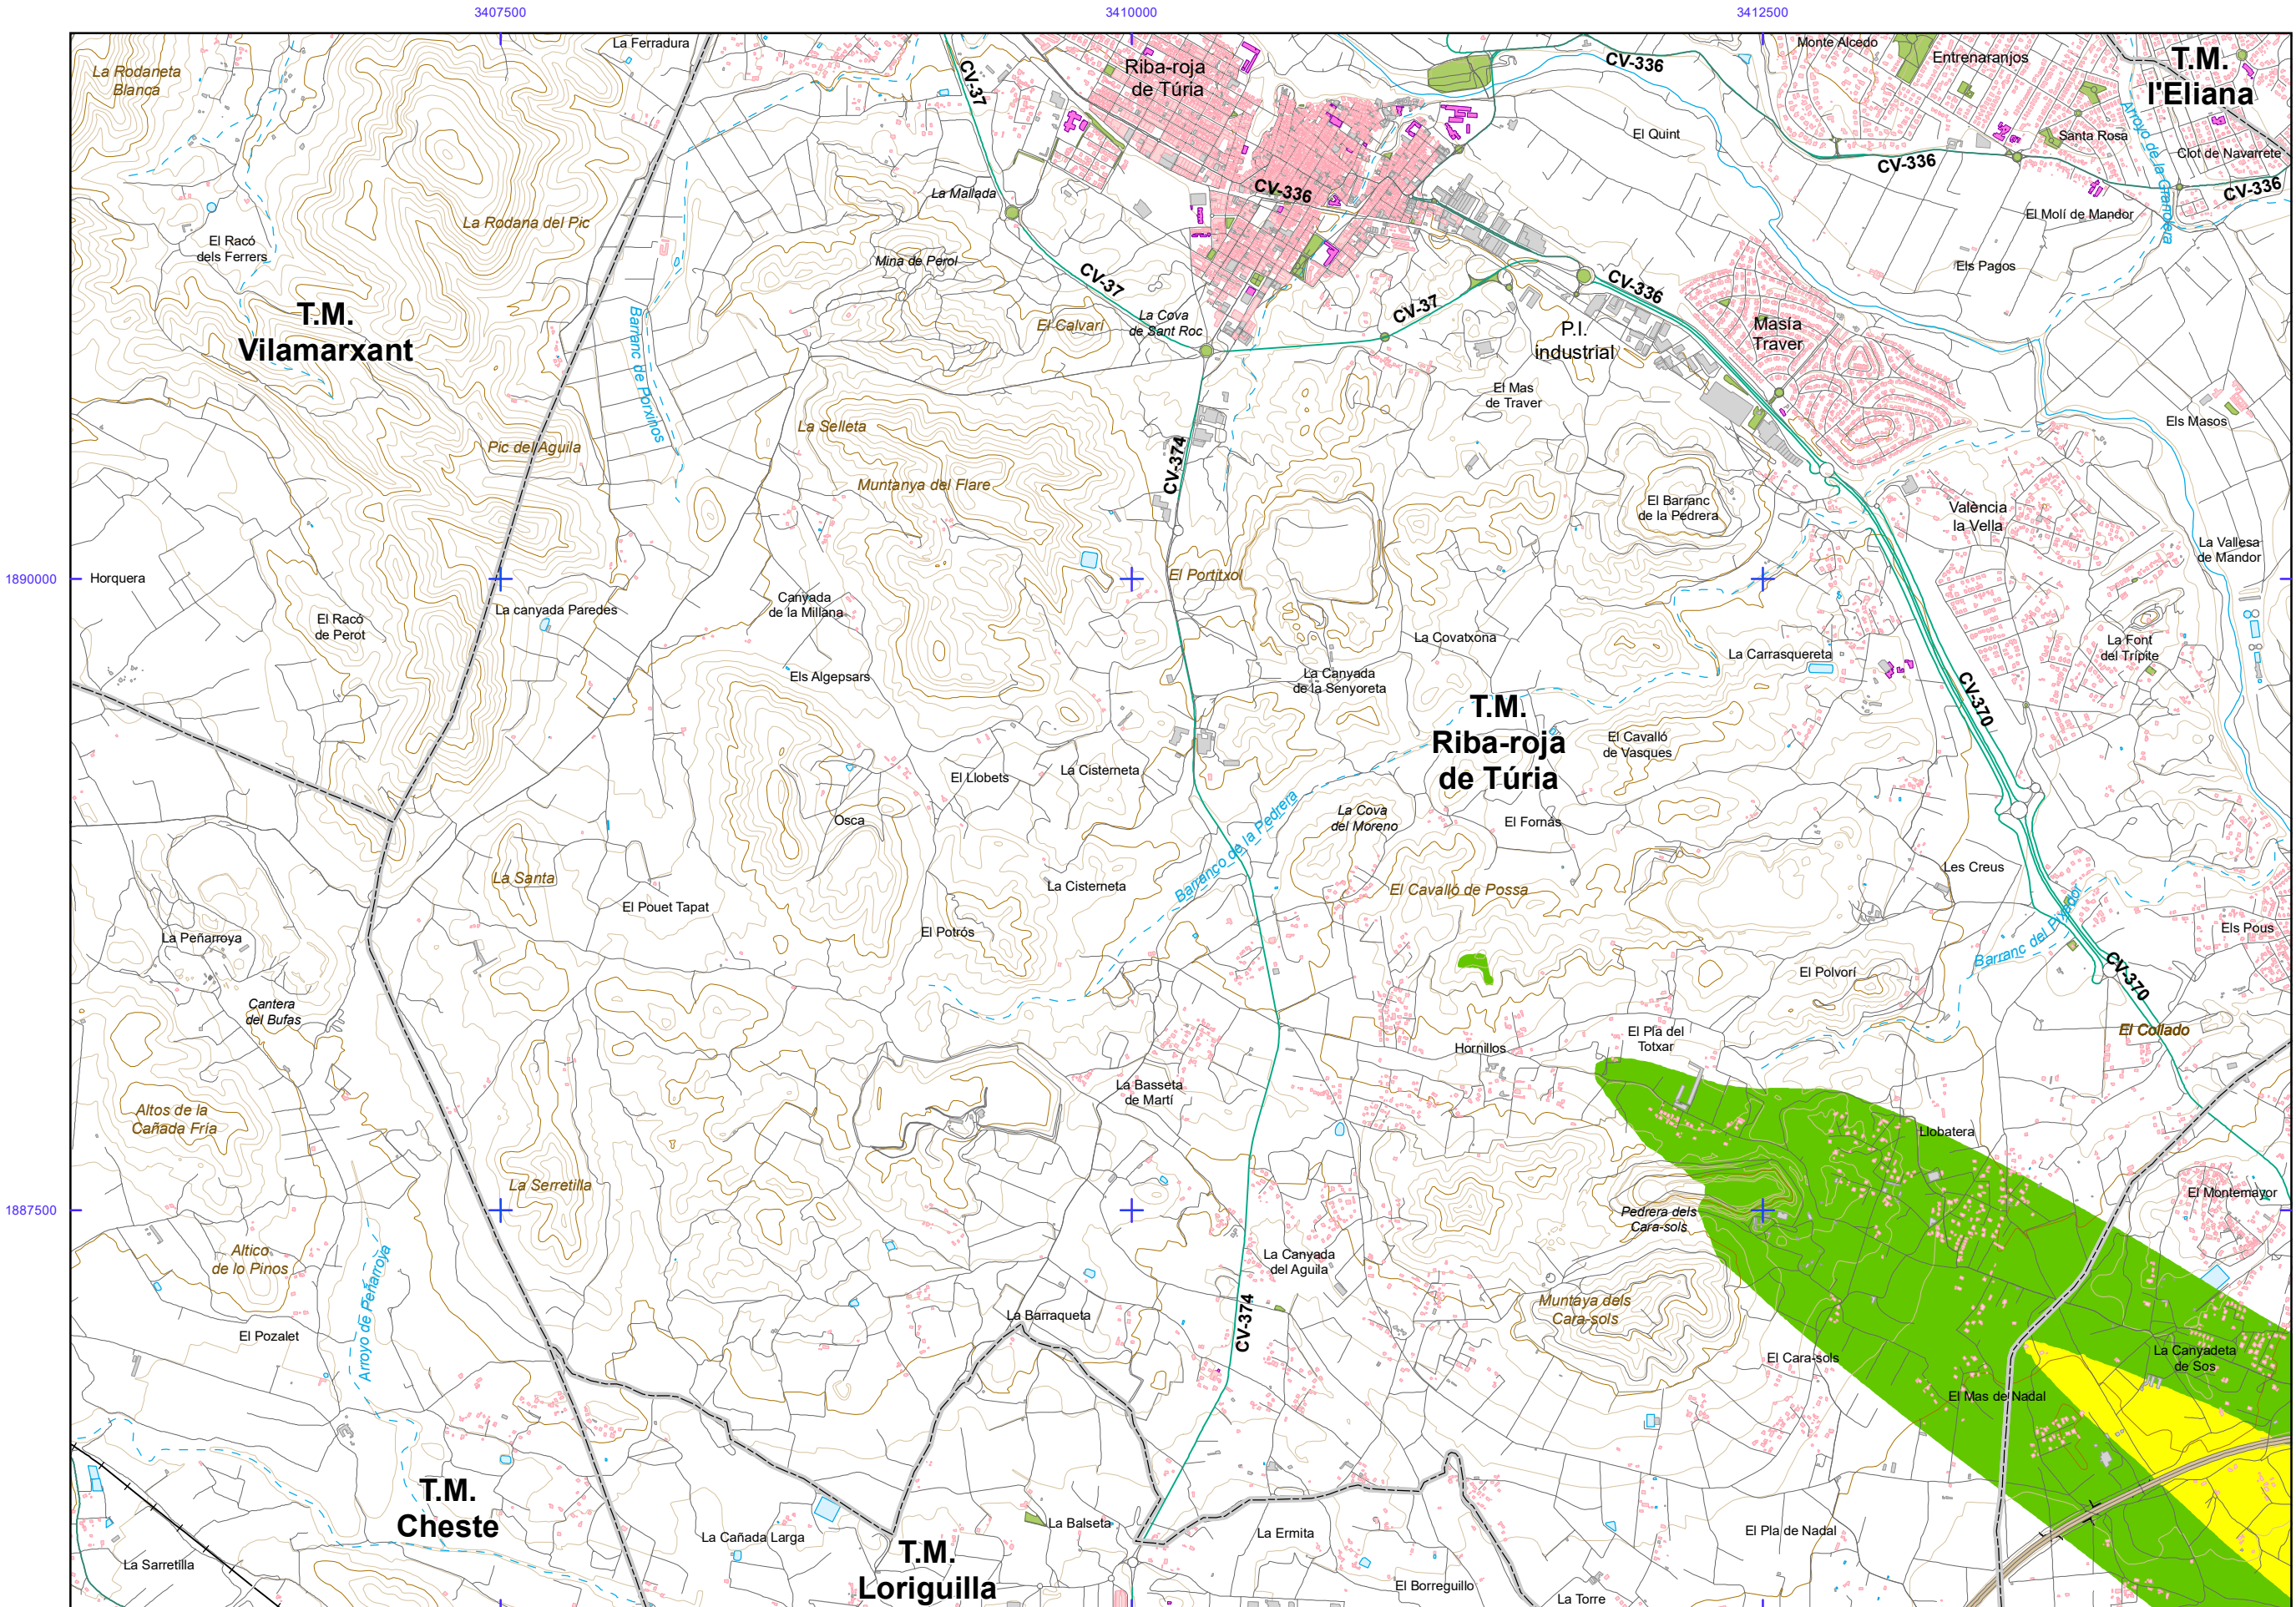 3407500
3410000
3412500
La Ferradura
La Rodaneta
Blanca
CV-37
Riba-roja
de Túria
CV-336
Monte Alcedo
Entrenaranjos
T.M.
l'Eliana
El Quint
Arroyo de la Granolera
Santa Rosa
Clot de Navarrete
CV-336
CV-336
CV-336
La Mallada
La Rodana del Pic
El Molí de Mandor
El Racó
dels Ferrers
Mina de Perol
CV-37
Els Pagos
CV-336
T.M.
Vilamarxant
Barranc de Porxinos
El Calvari
La Cova
de Sant Roc
CV-37
P.I.
industrial
Masía
Traver
El Mas
de Traver
La Selleta
Els Masos
Pic del Aguila
CV-374
Muntanya del Flare
El Barranc
de la Pedrera
València
la Vella
La Vallesa
de Mandor
1890000
Horquera
El Portitxol
La canyada Paredes
Canyada
de la Millana
El Racó
de Perot
La Covatxona
La Font
del Trípite
La Carrasquereta
Els Algepsars
La Canyada
de la Senyoreta
CV-370
T.M.
Riba-roja
de Túria
El Cavalló
de Vasques
El Llobets
La Cisterneta
Barranco de la Pedrera
La Cova
del Moreno
Osca
El Fornás
La Santa
La Cisterneta
El Cavalló de Possa
Les Creus
El Pouet Tapat
Barranc del Pixador
La Peñarroya
El Potrós
Els Pous
El Polvorí
CV-370
Cantera
del Bufas
El Collado
El Pla del
Totxar
Hornillos
La Basseta
de Martí
Altos de la
Cañada Fría
Llobatera
La Serretilla
El Montemayor
1887500
Pedrera dels
Cara-sols
Altico
de lo Pinos
La Canyada
del Aguila
Arroyo de Peñarroya
Muntaya dels
Cara-sols
La Barraqueta
CV-374
El Pozalet
El Cara-sols
La Canyadeta
de Sos
El Mas de Nadal
T.M.
Cheste
La Cañada Larga
La Balseta
La Ermita
El Pla de Nadal
La Sarretilla
T.M.
Loriguilla
El Borreguillo
La Torre